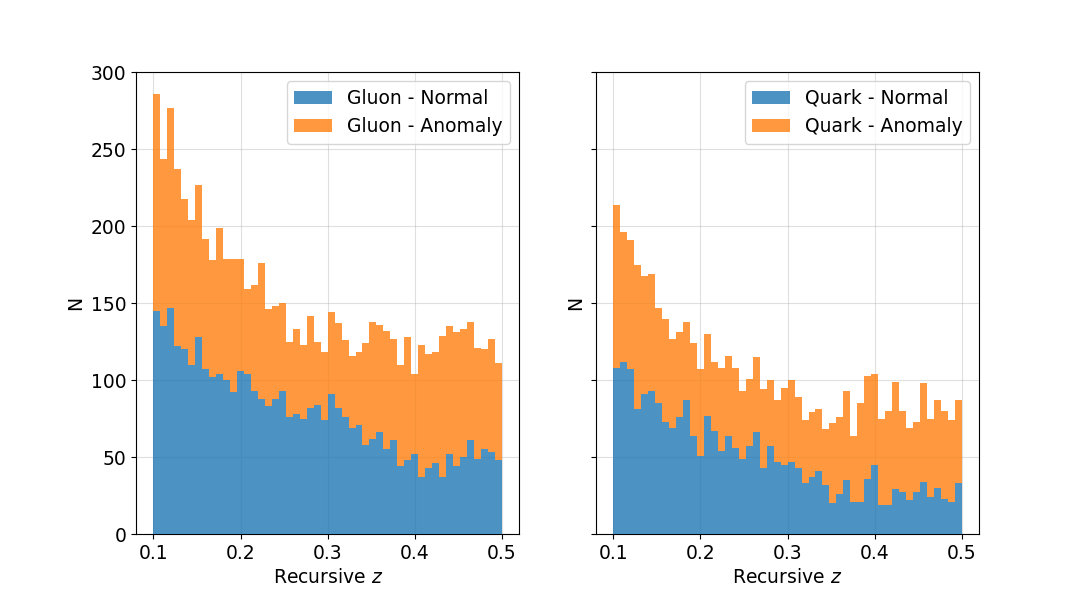 300
250
200
150
100
50
0
N
0.1 0.2 0.3 0.4 0.5
Recursive z
Gluon - Normal
Gluon - Anomaly
N
0.1 0.2 0.3 0.4 0.5
Recursive z
Quark - Normal
Quark - Anomaly